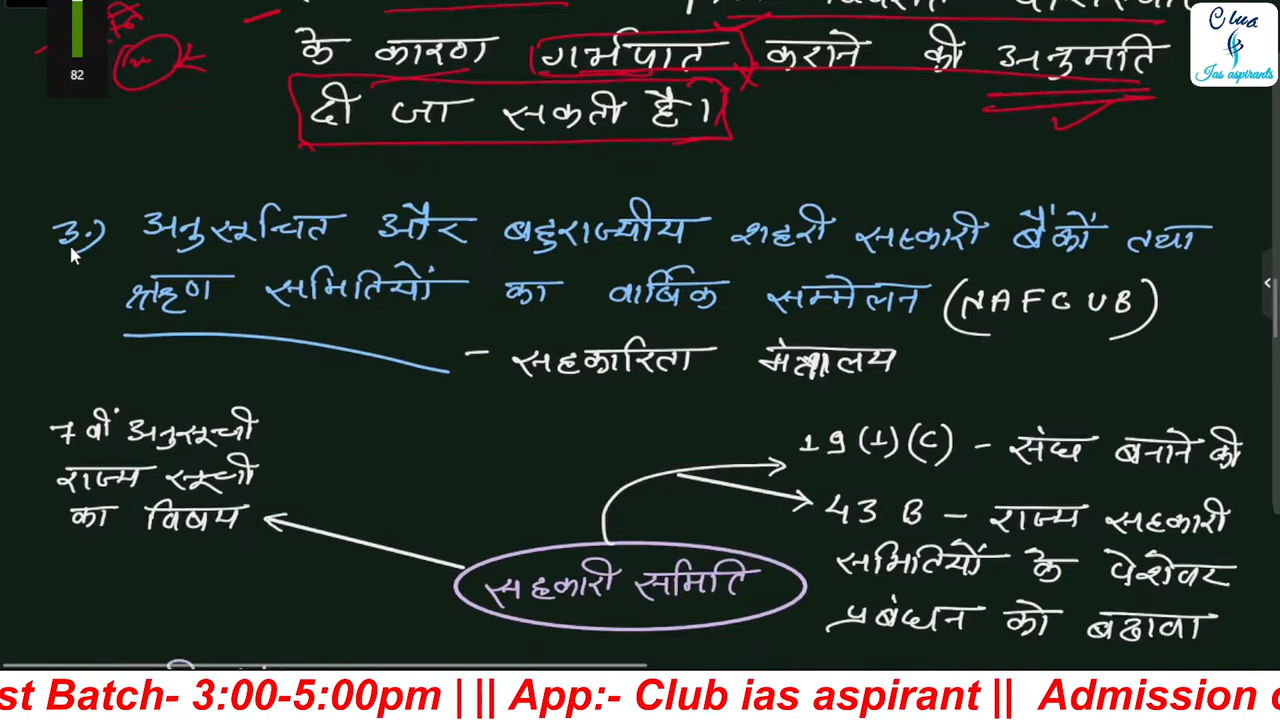 के कारण गर्भपात कराने की अनुमति
दी जा सकती है।
Club
Ias aspirants
82
3.) अनुसूचित और बहुराज्यीय शहरी सहकारी बैंकों तथा
ऋण समितियों का वार्षिक सम्मेलन (NAFCUB)
- सहकारिता मंत्रालय
7 वीं अनुसूची
राज्य सूची
का विषय
19 (1) (C) - संघ बनाने की
43 B - राज्य सहकारी
समितियों के पेशेवर
प्रबंधन को बढावा
सहकारी समिति
st Batch- 3:00-5:00pm | || App:- Club ias aspirant || Admission